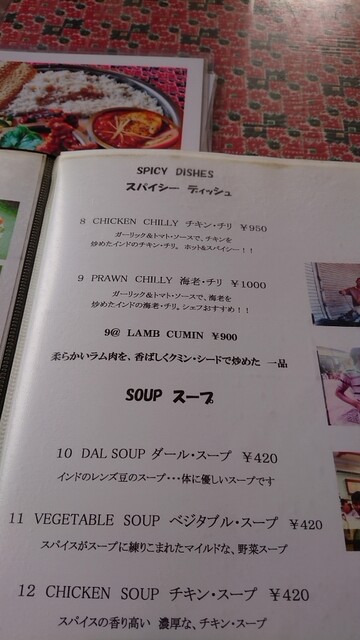 SPICY DISHES
スパイシー ディッシュ
8 CHICKEN CHILLY チキン・チリ ¥950
ガーリック&トマト・ソースで、チキンを
炒めたインドのチキン・チリ。 ホット&スパイシー!!
9 PRAWN CHILLY 海老・チリ ¥1000
ガーリック&トマト・ソースで、海老を
炒めたインドの海老・チリ。シェフおすすめ!!
9@ LAMB CUMIN ¥900
柔らかいラム肉を、香ばしくクミン・シードで炒めた 一品
SOUP スープ
10 DAL SOUP ダール・スープ ¥420
インドのレンズ豆のスープ・・・体に優しいスープです
11 VEGETABLE SOUP ベジタブル・スープ ¥420
スパイスがスープに練りこまれたマイルドな、野菜スープ
12 CHICKEN SOUP チキン・スープ ¥420
スパイスの香り高い 濃厚な、チキン・スープ